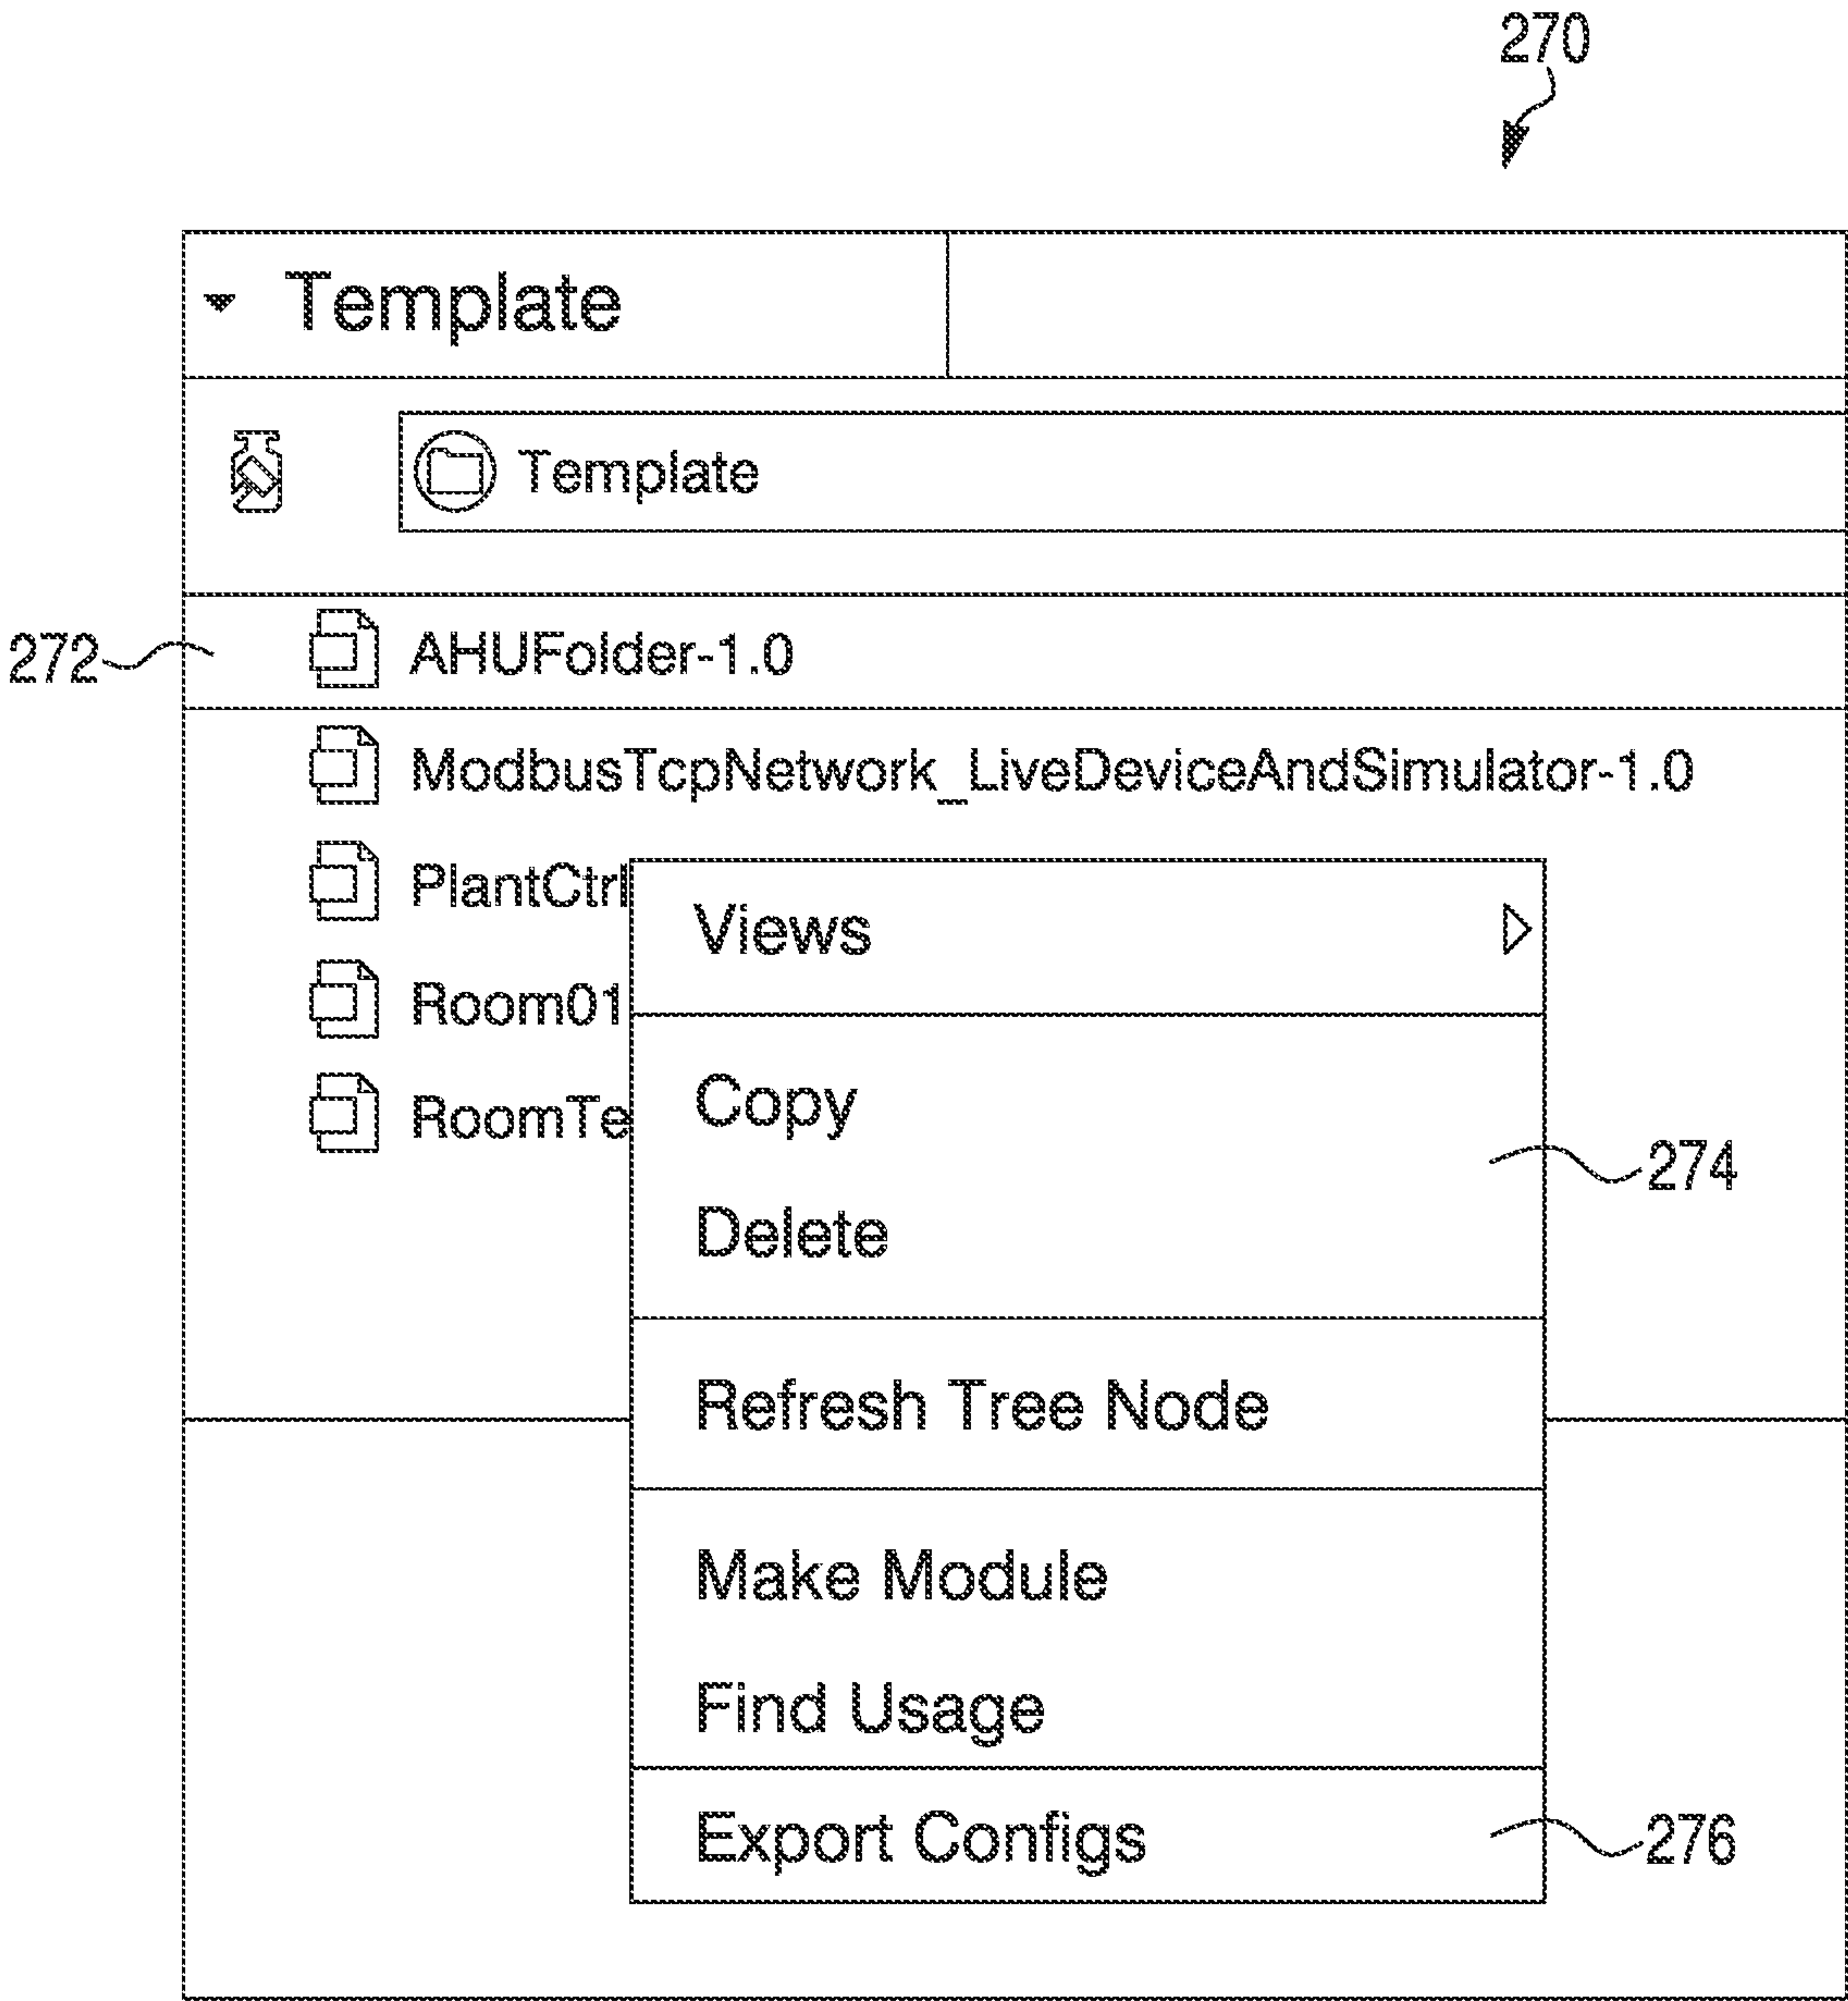 270
Template
Template
272
AHUFolder-1.0
ModbusTcpNetwork_LiveDeviceAndSimulator-1.0
PlantCtrl
Room01
RoomTe
Views
Copy
274
Delete
Refresh Tree Node
Make Module
Find Usage
Export Configs
276